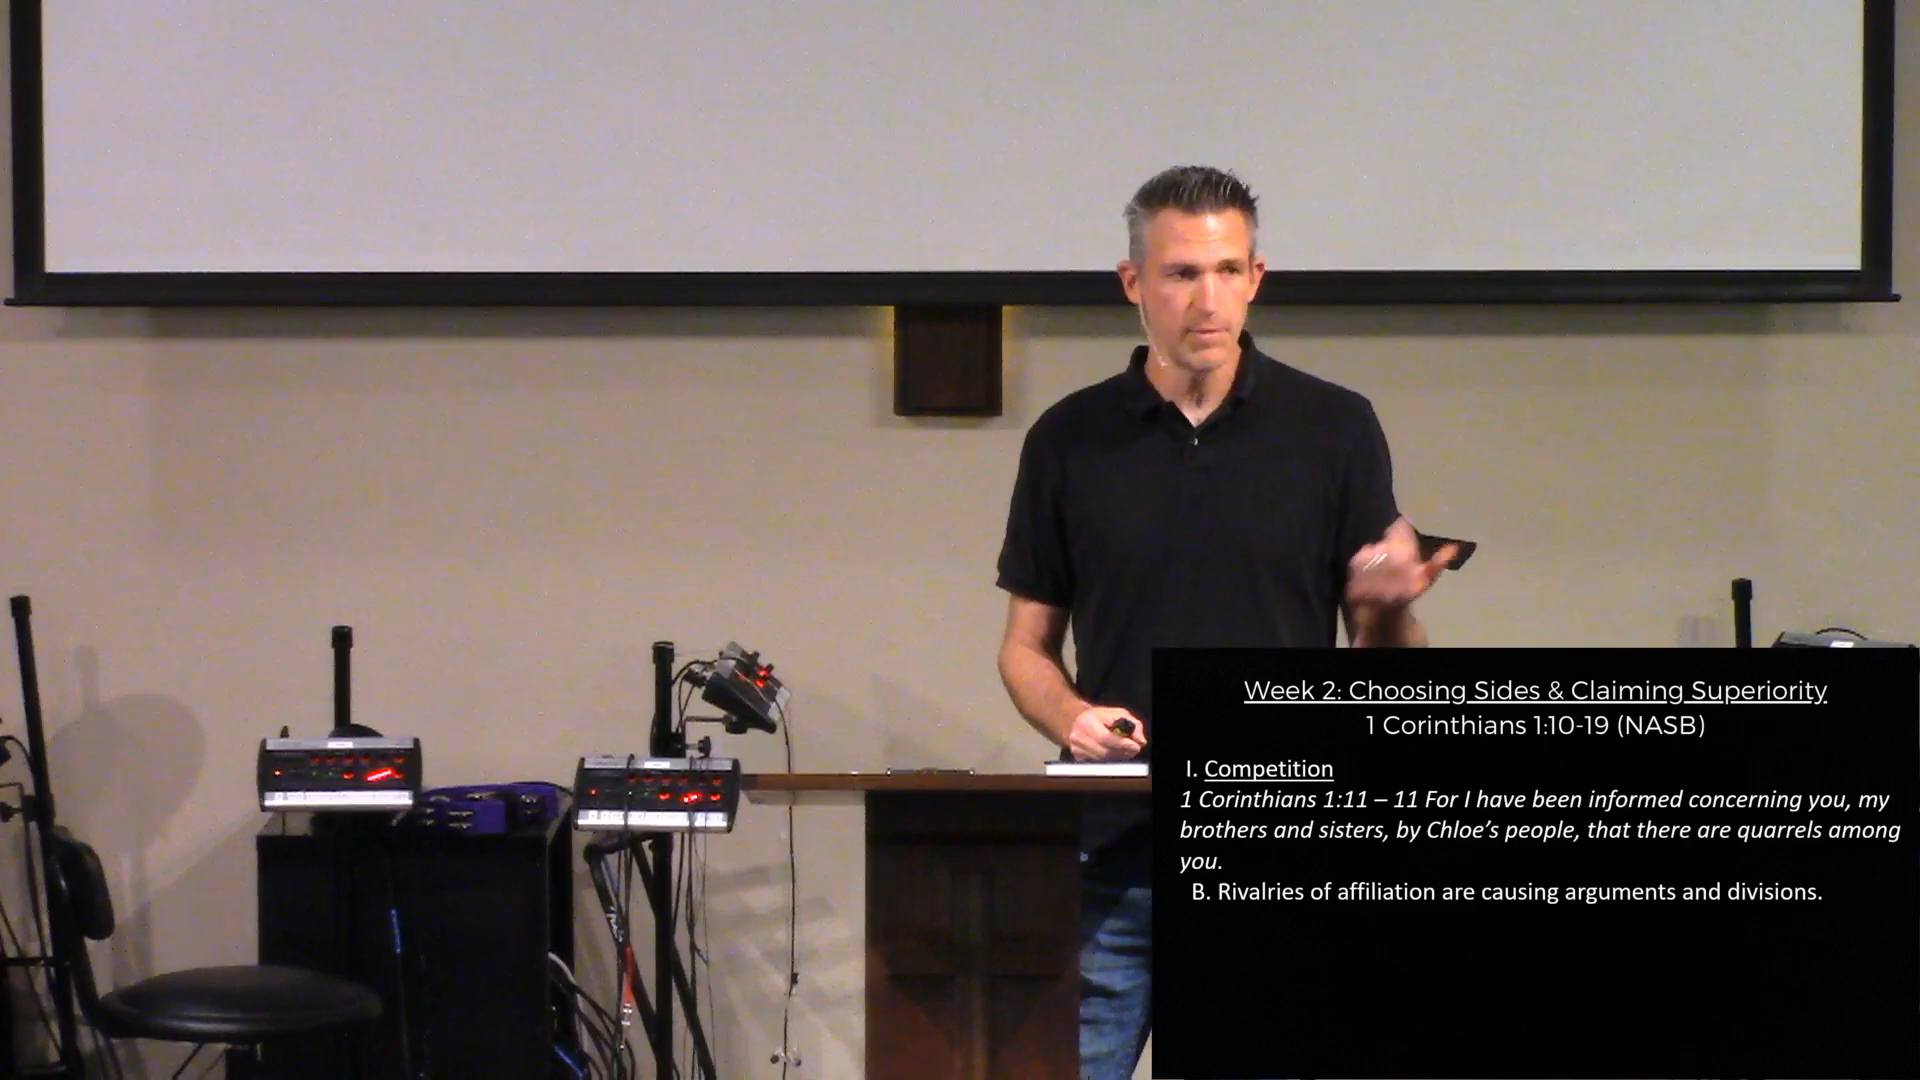 Week 2: Choosing Sides & Claiming Superiority
1 Corinthians 1:10-19 (NASB)
I. Competition
1 Corinthians 1:11 – 11 For I have been informed concerning you, my
brothers and sisters, by Chloe’s people, that there are quarrels among
you.
B. Rivalries of affiliation are causing arguments and divisions.